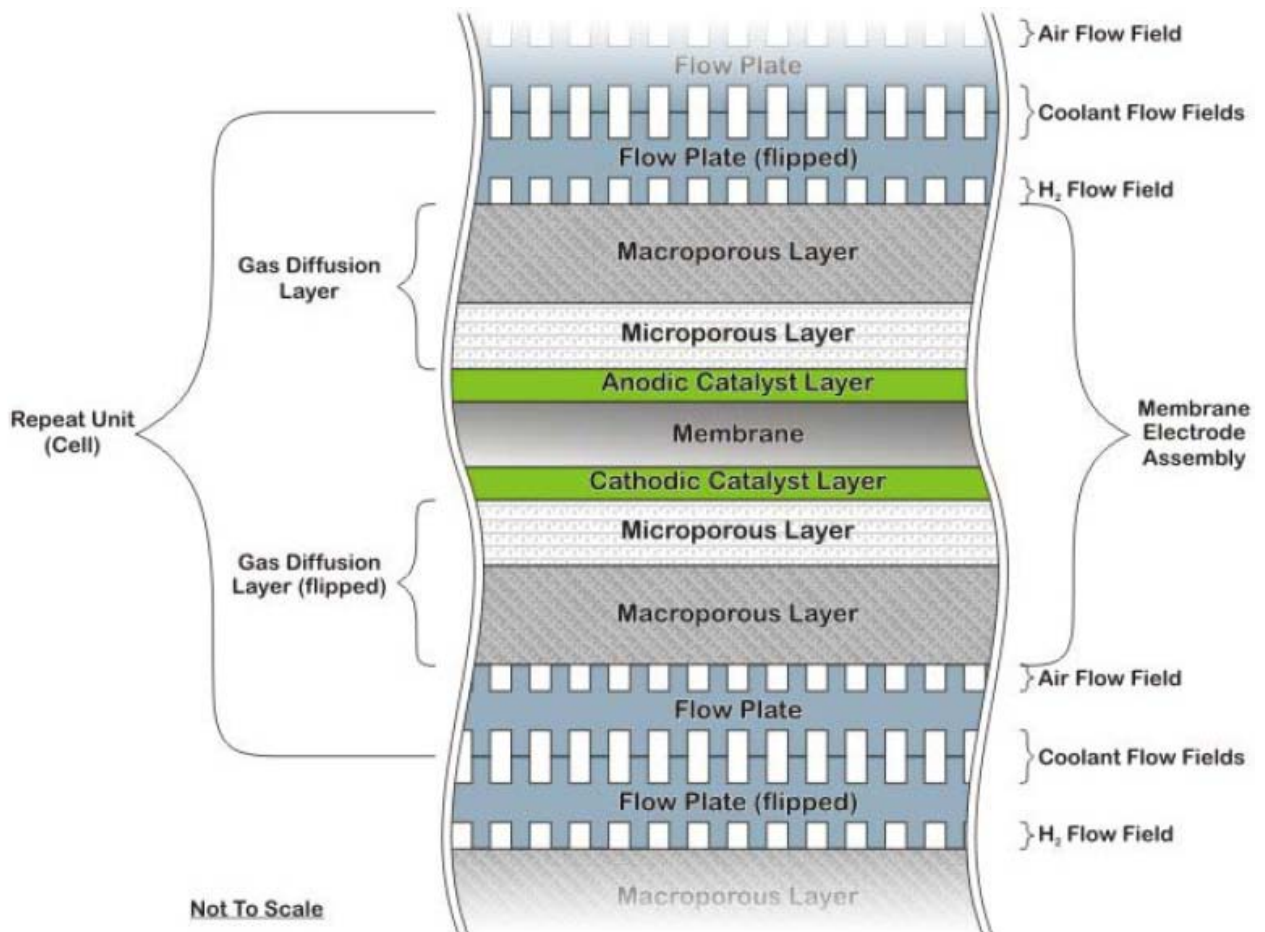 Air Flow Field
Flow Plate
Coolant Flow Fields
Flow Plate (flipped)
H₂ Flow Field
Macroporous Layer
Gas Diffusion
Layer
Microporous Layer
Anodic Catalyst Layer
Repeat Unit
(Cell)
Membrane
Membrane
Electrode
Assembly
Cathodic Catalyst Layer
Microporous Layer
Gas Diffusion
Layer (flipped)
Macroporous Layer
Air Flow Field
Flow Plate
Coolant Flow Fields
Flow Plate (flipped)
H₂ Flow Field
Macroporous Layer
Not To Scale